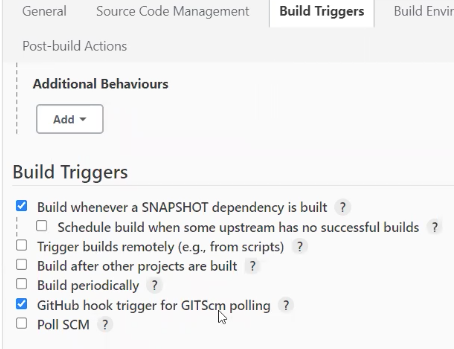 General Source Code Management Build Triggers Build Envir
Post-build Actions
Additional Behaviours
Add
Build Triggers
Build whenever a SNAPSHOT dependency is built ?
Schedule build when some upstream has no successful builds ?
Trigger builds remotely (e.g., from scripts) ?
Build after other projects are built ?
Build periodically ?
GitHub hook trigger for GITScm polling ?
Poll SCM ?